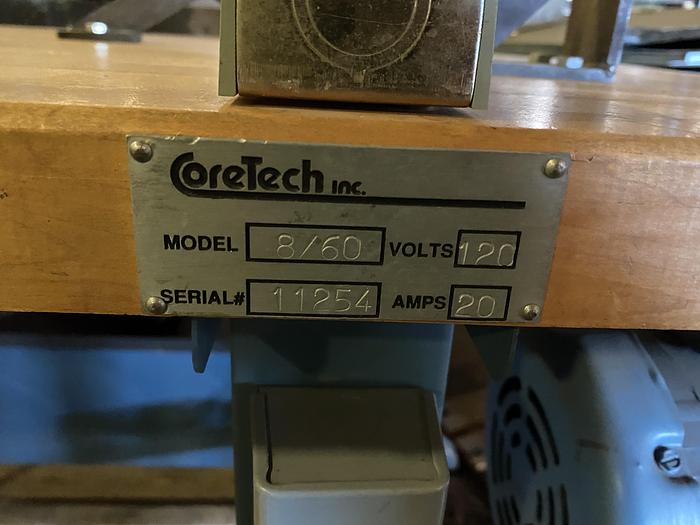 CoreTech inc.
MODEL 8/60 VOLTS 120
SERIAL# 11254 AMPS 20